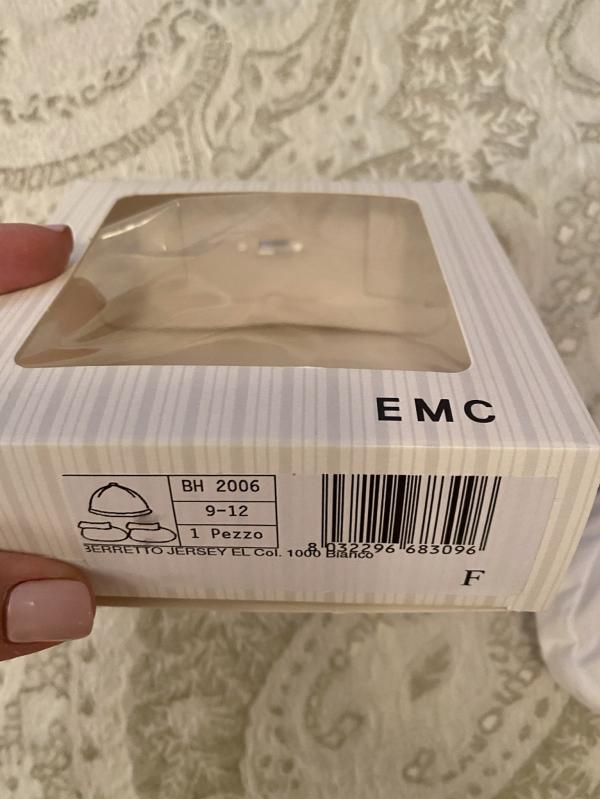 EMC
BH 2006
9-12
1 Pezzo
BERRETTO JERSEY EL Col. 1000 Bianco
8 032296 683096
F